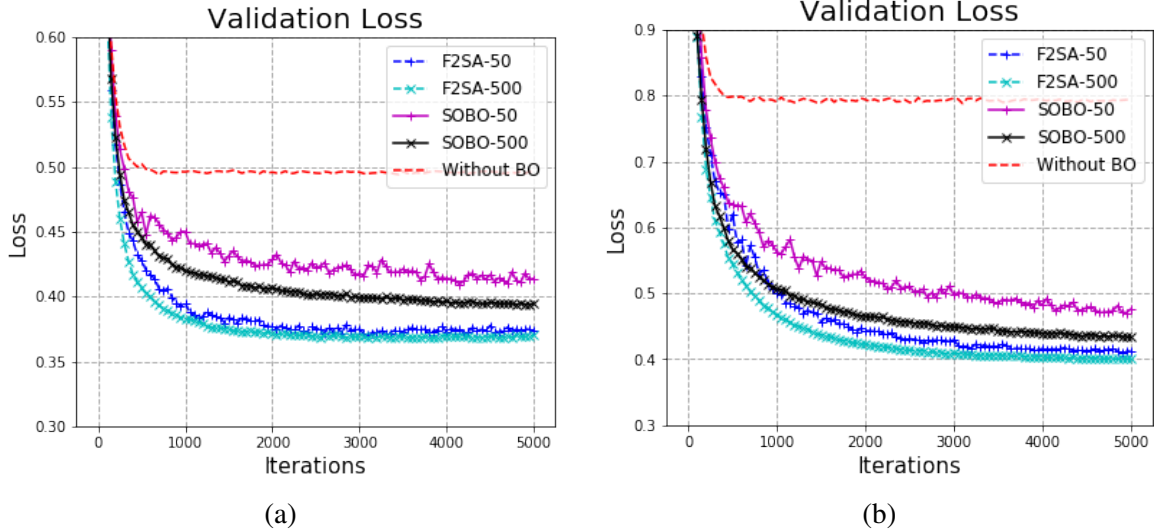 Validation Loss
0.60
0.55
0.50
0.45
0.40
0.35
0.30
Loss
F2SA-50
F2SA-500
SOBO-50
SOBO-500
Without BO
0 1000 2000 3000 4000 5000
Iterations
(a)
Validation Loss
0.9
0.8
0.7
0.6
0.5
0.4
0.3
Loss
F2SA-50
F2SA-500
SOBO-50
SOBO-500
Without BO
0 1000 2000 3000 4000 5000
Iterations
(b)